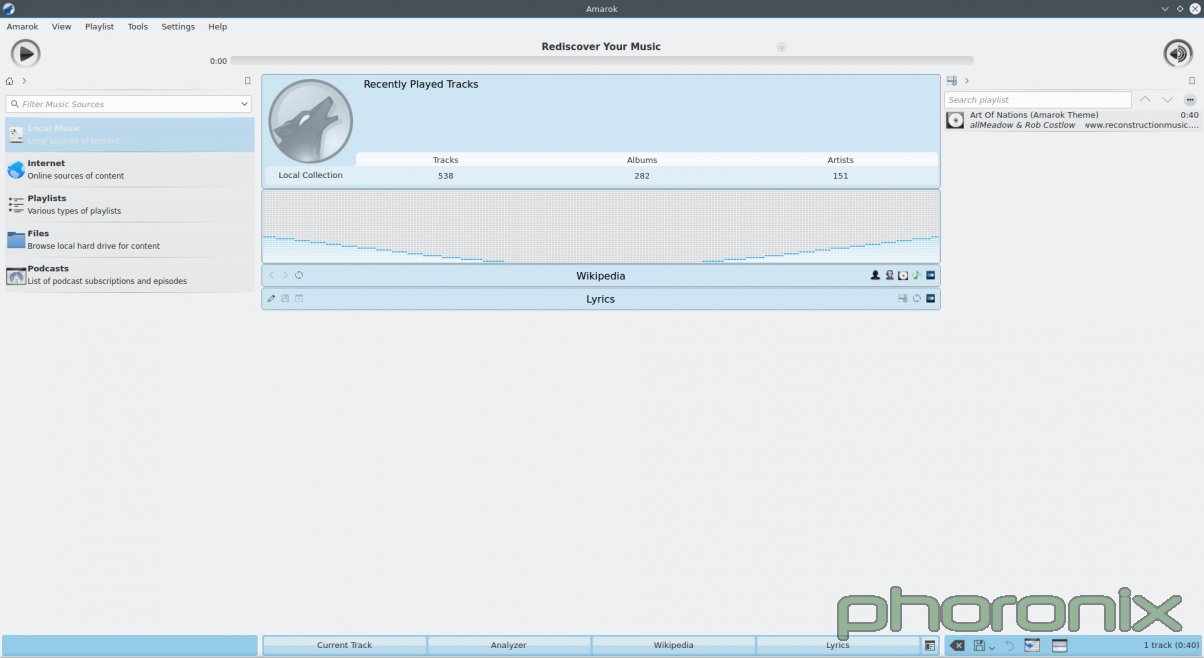 Amarok
Amarok View Playlist Tools Settings Help
Rediscover Your Music
0:00
Filter Music Sources
Local Music
Local sources of content
Internet
Online sources of content
Playlists
Various types of playlists
Files
Browse local hard drive for content
Podcasts
List of podcast subscriptions and episodes
Recently Played Tracks
Tracks Albums Artists
Local Collection 538 282 151
Wikipedia
Lyrics
Search playlist
Art Of Nations (Amarok Theme) 0:40
allMeadow & Rob Costlow www.reconstructionmusic....
phoronix
Current Track Analyzer Wikipedia Lyrics
1 track (0:40)